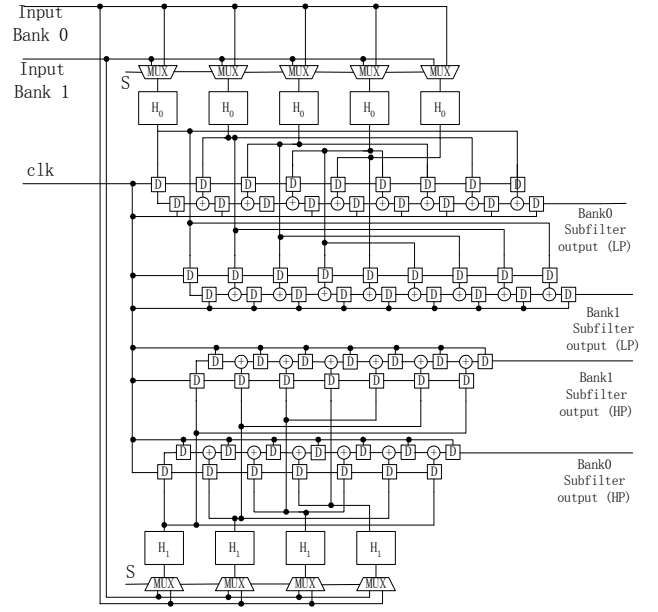 Input
Bank 0
Input
Bank 1
S
MUX MUX MUX MUX MUX
H0 H0 H0 H0 H0
clk
D D D D D D D D D
D + D + D + D + D + D + D + D + D
Bank0
Subfilter
output (LP)
D D D D D D D D D
D + D + D + D + D + D + D + D + D
Bank1
Subfilter
output (LP)
D + D + D + D + D + D + D
D D D D D D D
Bank1
Subfilter
output (HP)
D + D + D + D + D + D + D
D D D D D D D
Bank0
Subfilter
output (HP)
H1 H1 H1 H1
S
MUX MUX MUX MUX